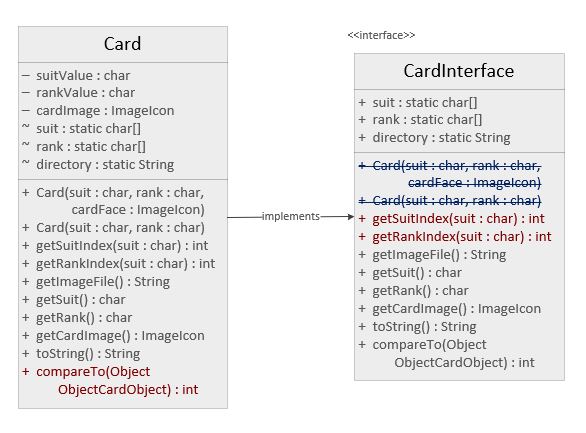 Card
– suitValue : char
– rankValue : char
– cardImage : ImageIcon
~ suit : static char[]
~ rank : static char[]
~ directory : static String
+ Card(suit : char, rank : char,
cardFace : ImageIcon)
+ Card(suit : char, rank : char)
+ getSuitIndex(suit : char) : int
+ getRankIndex(suit : char) : int
+ getImageFile() : String
+ getSuit() : char
+ getRank() : char
+ getCardImage() : ImageIcon
+ toString() : String
+ compareTo(Object
ObjectCardObject) : int
implements
<<interface>>
CardInterface
+ suit : static char[]
+ rank : static char[]
+ directory : static String
+ Card(suit : char, rank : char,
cardFace : ImageIcon)
+ Card(suit : char, rank : char)
+ getSuitIndex(suit : char) : int
+ getRankIndex(suit : char) : int
+ getImageFile() : String
+ getSuit() : char
+ getRank() : char
+ getCardImage() : ImageIcon
+ toString() : String
+ compareTo(Object
ObjectCardObject) : int